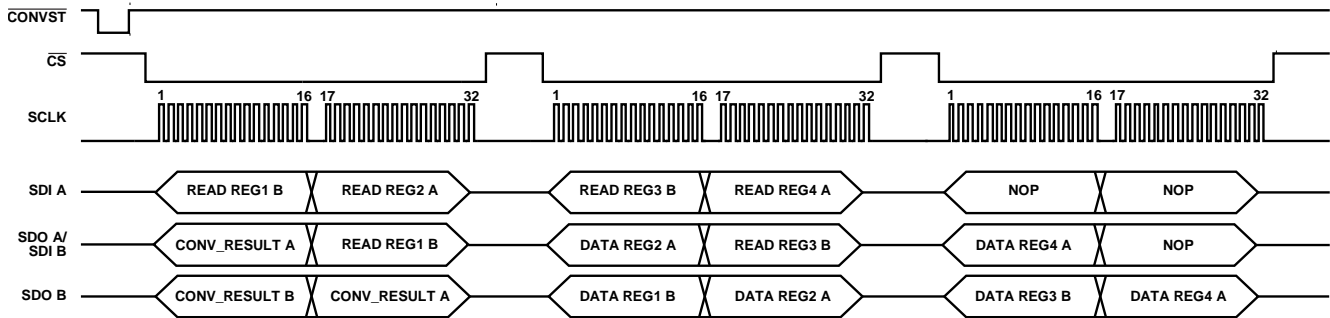 CONVST
CS
1 16 17 32 1 16 17 32 1 16 17 32
SCLK
SDI A READ REG1 B READ REG2 A READ REG3 B READ REG4 A NOP NOP
SDO A/
SDI B CONV_RESULT A READ REG1 B DATA REG2 A READ REG3 B DATA REG4 A NOP
SDO B CONV_RESULT B CONV_RESULT A DATA REG1 B DATA REG2 A DATA REG3 B DATA REG4 A